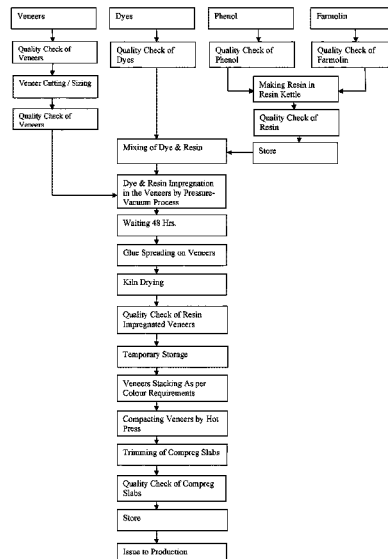 Veneers
Dyes
Phenol
Farmolin
Quality Check of
Veneers
Quality Check of
Dyes
Quality Check of
Phenol
Quality Check of
Farmolin
Veneer Cutting / Sizing
Making Resin in
Resin Kettle
Quality Check of
Veneers
Quality Check of
Resin
Mixing of Dye & Resin
Store
Dye & Resin Impregnation
in the Veneers by Pressure-
Vacuum Process
Waiting 48 Hrs.
Glue Spreading on Veneers
Kiln Drying
Quality Check of Resin
Impregnated Veneers
Temporary Storage
Veneers Stacking As per
Colour Requirements
Compacting Veneers by Hot
Press
Trimming of Compreg Slabs
Quality Check of Compreg
Slabs
Store
Issue to Production